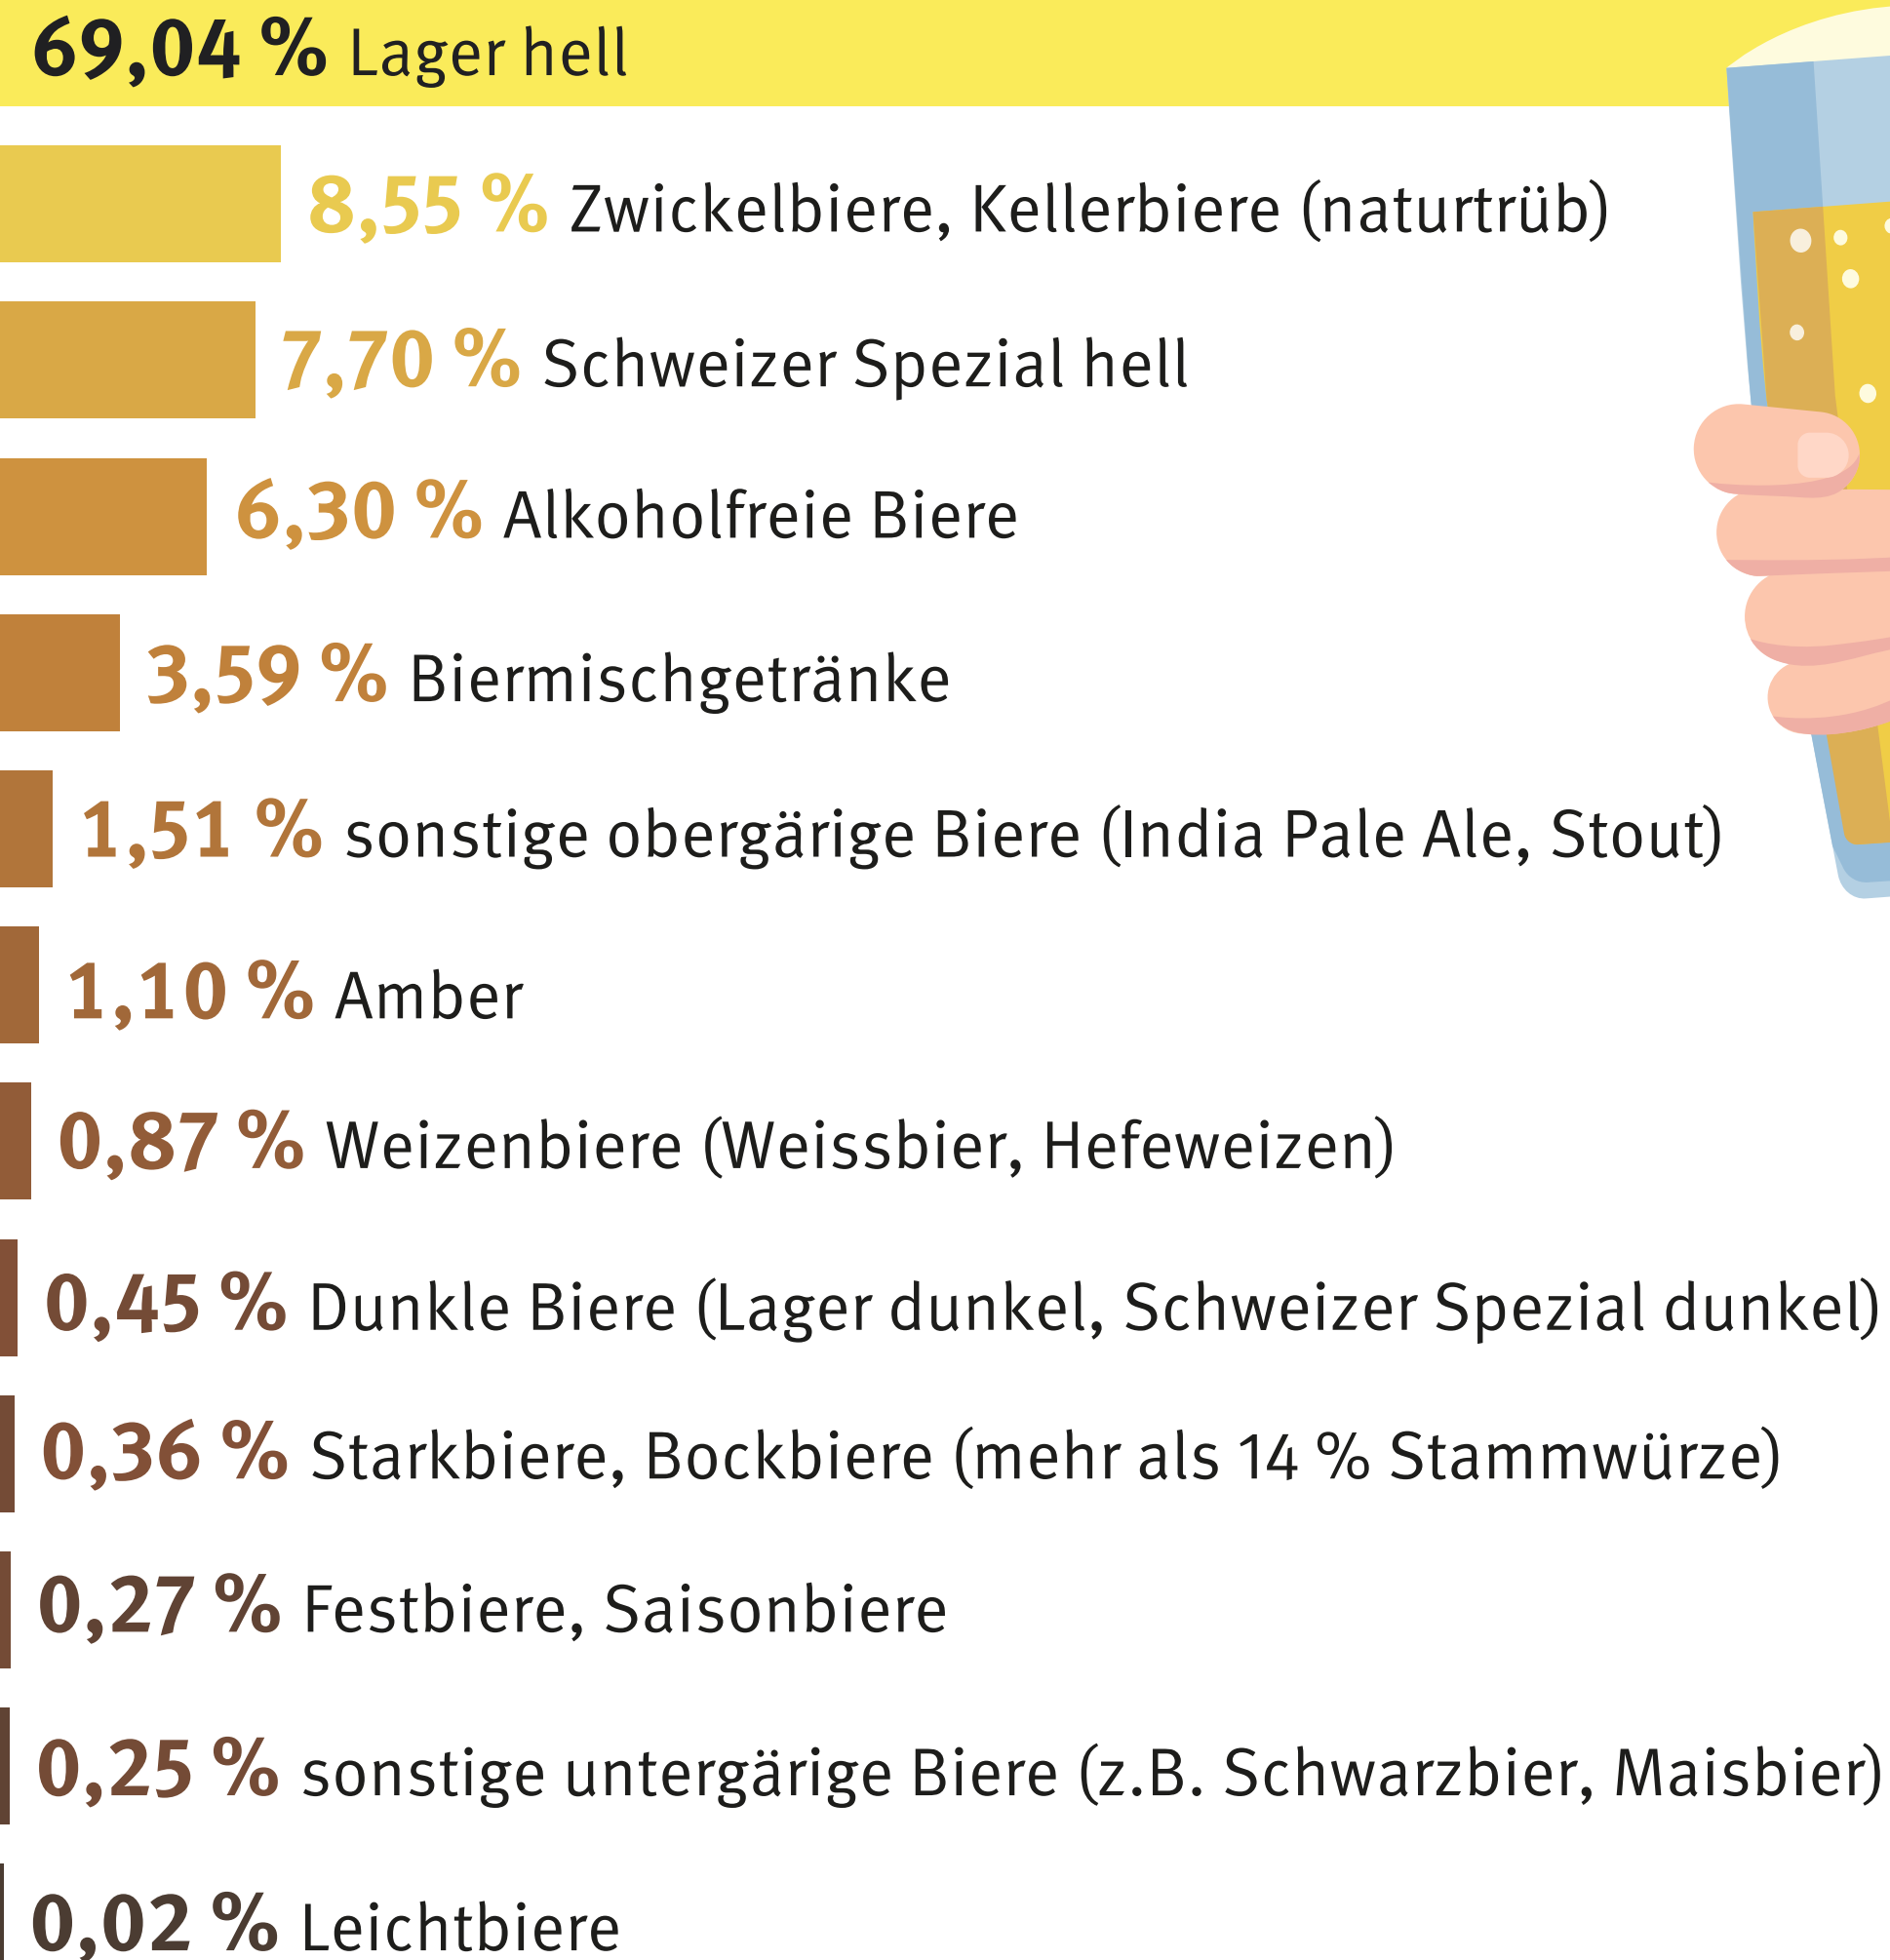 69,04 % Lager hell
8,55 % Zwickelbiere, Kellerbiere (naturtrüb)
7,70 % Schweizer Spezial hell
6,30 % Alkoholfreie Biere
3,59 % Biermischgetränke
1,51 % sonstige obergärige Biere (India Pale Ale, Stout)
1,10 % Amber
0,87 % Weizenbiere (Weissbier, Hefeweizen)
0,45 % Dunkle Biere (Lager dunkel, Schweizer Spezial dunkel)
0,36 % Starkbiere, Bockbiere (mehr als 14 % Stammwürze)
0,27 % Festbiere, Saisonbiere
0,25 % sonstige untergärige Biere (z.B. Schwarzbier, Maisbier)
0,02 % Leichtbiere